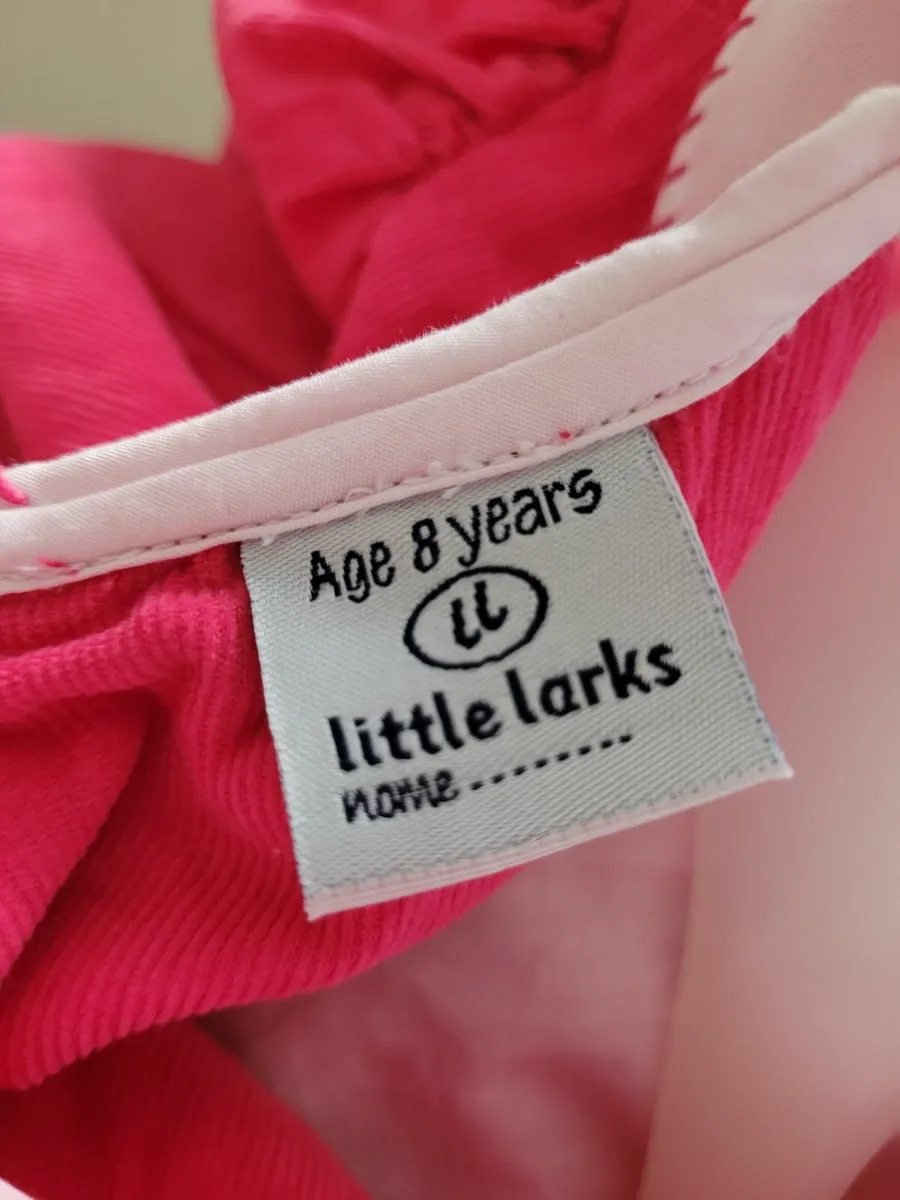 Age 8 years
LL
little larks
name.........